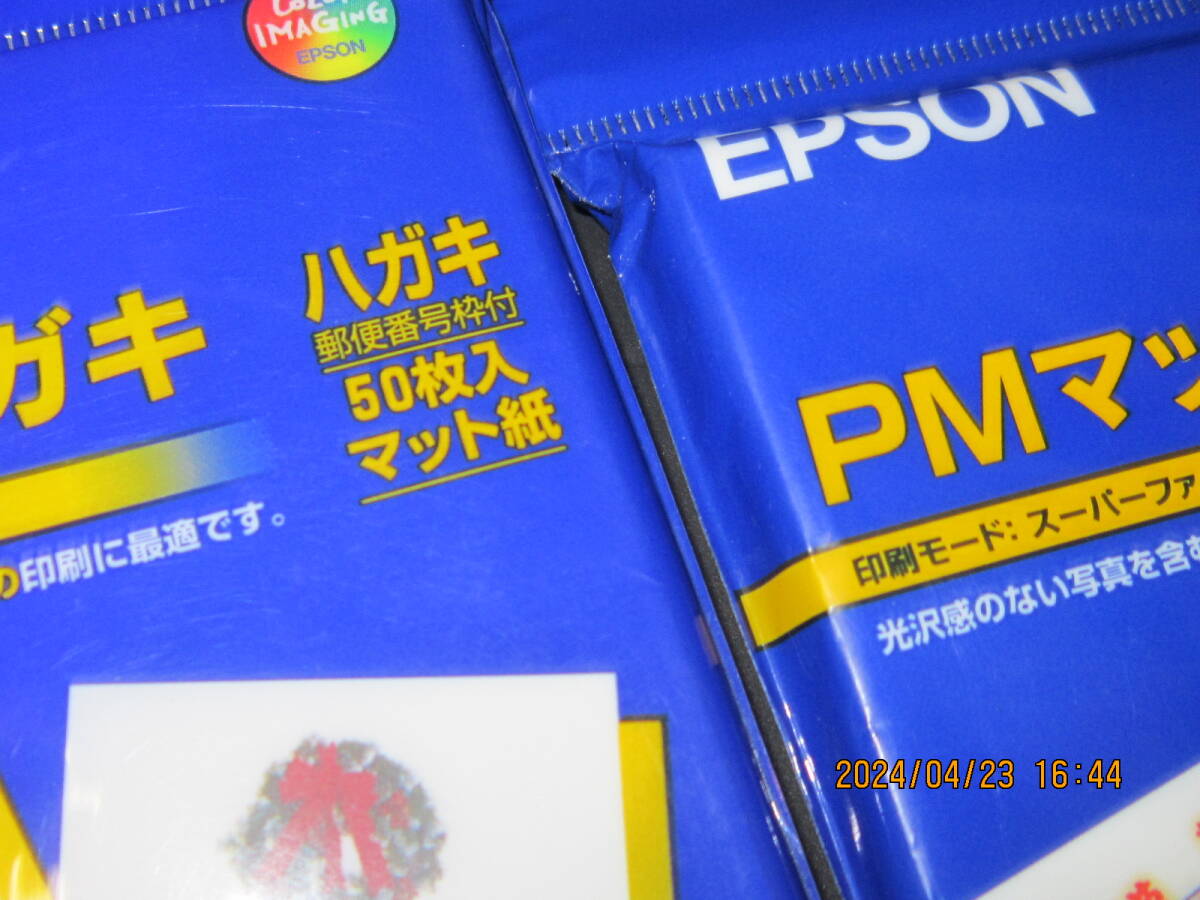 COLOR
IMAGING
EPSON
ガキ
ハガキ
郵便番号枠付
50枚入
マット紙
の印刷に最適です。
EPSON
PMマッ
印刷モード: スーパーファ
光沢感のない写真を含む
2024/04/23 16:44